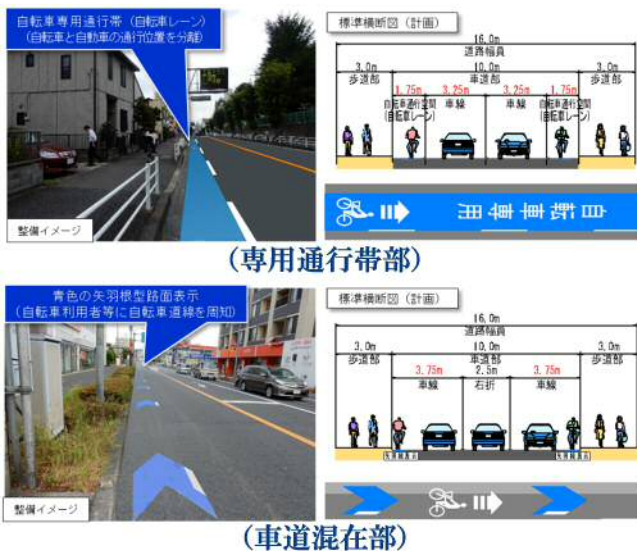 自転車専用通行帯（自転車レーン）
（自転車と自動車の通行位置を分離）
整備イメージ
標準横断図（計画）
16.0m
道路幅員
3.0m
歩道部
10.0m
車道部
3.0m
歩道部
1.75m
自転車通行空間
（自転車レーン）
3.25m
車線
3.25m
車線
1.75m
自転車通行空間
（自転車レーン）
自転車専用
（専用通行帯部）
青色の矢羽根型路面表示
（自転車利用者等に自転車道線を周知）
整備イメージ
標準横断図（計画）
16.0m
道路幅員
3.0m
歩道部
10.0m
車道部
3.0m
歩道部
3.75m
車線
2.5m
右折
3.75m
車線
（車道混在部）